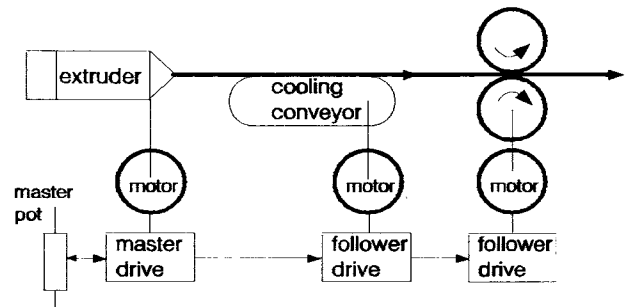 extruder
cooling
conveyor
motor
motor
motor
master
pot
master
drive
follower
drive
follower
drive